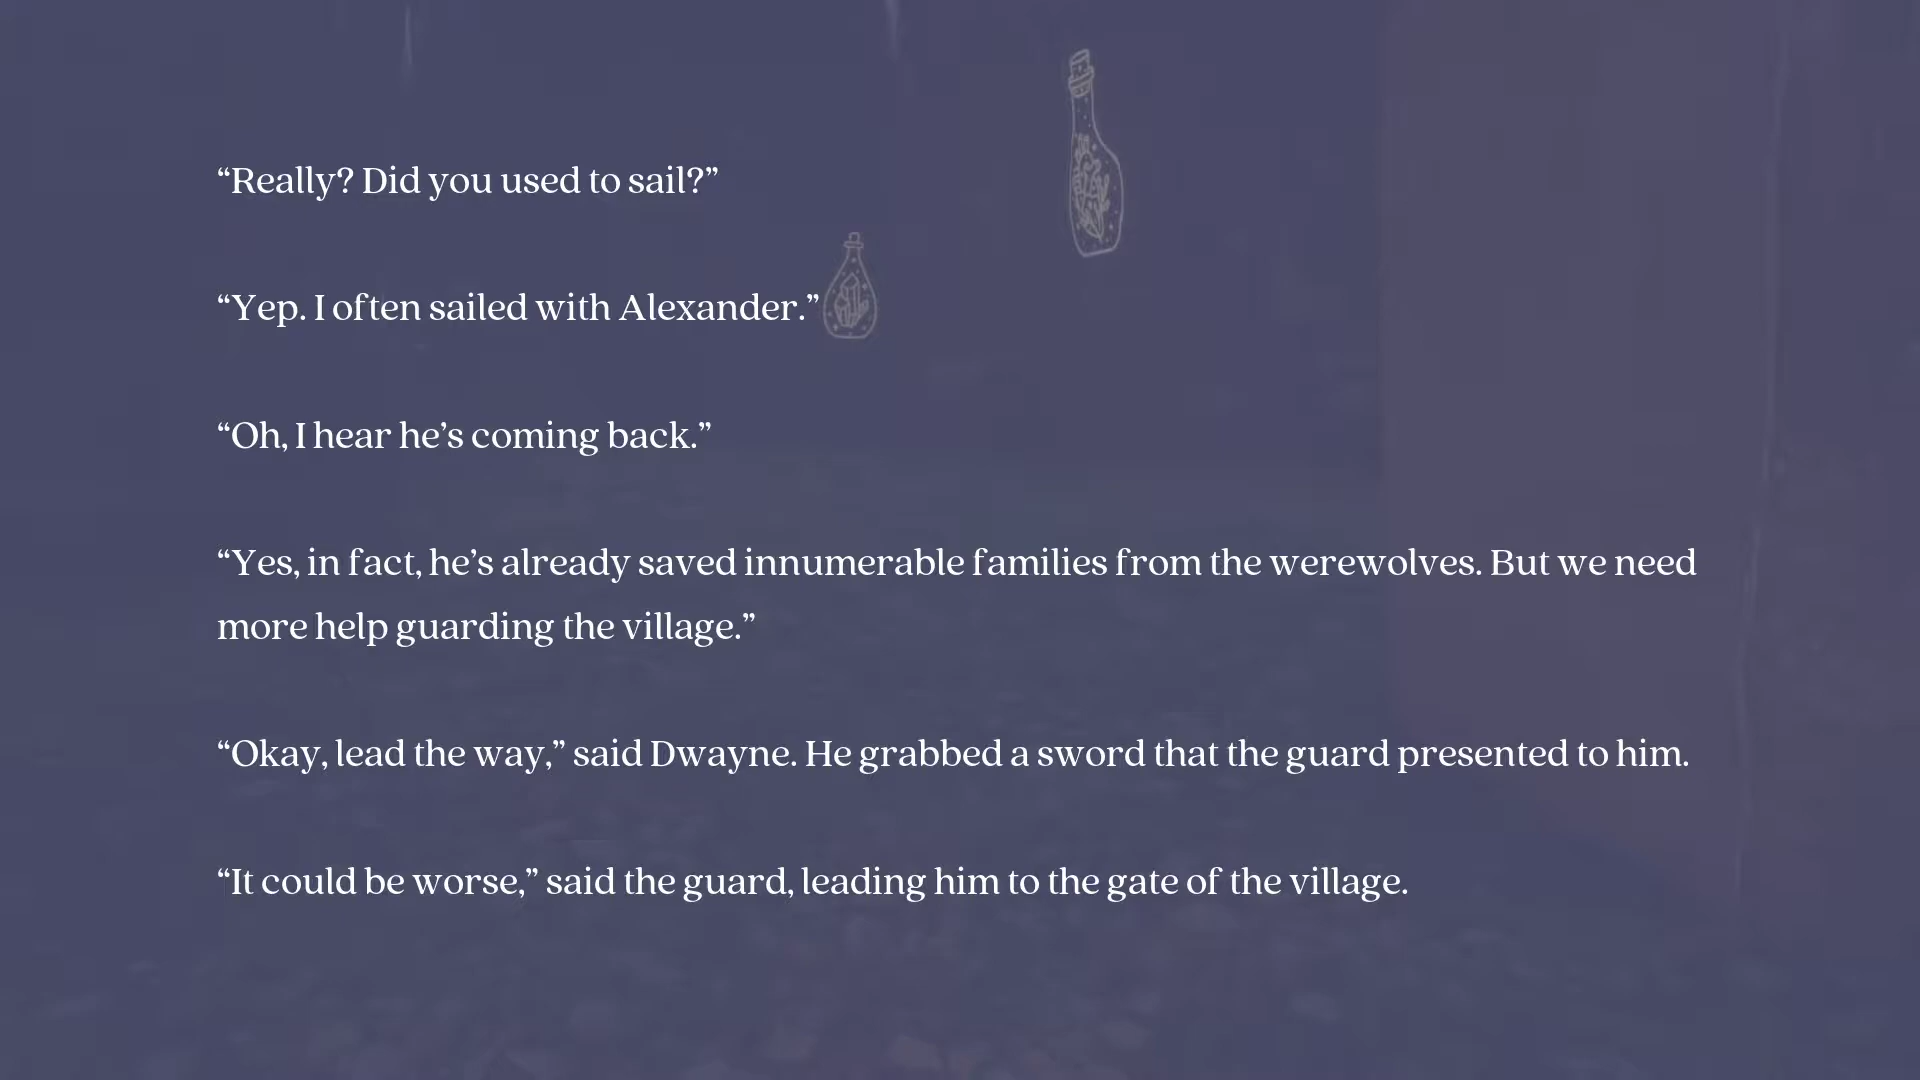 “Really? Did you used to sail?”
“Yep. I often sailed with Alexander.”
“Oh, I hear he’s coming back.”
“Yes, in fact, he’s already saved innumerable families from the werewolves. But we need
more help guarding the village.”
“Okay, lead the way,” said Dwayne. He grabbed a sword that the guard presented to him.
“It could be worse,” said the guard, leading him to the gate of the village.